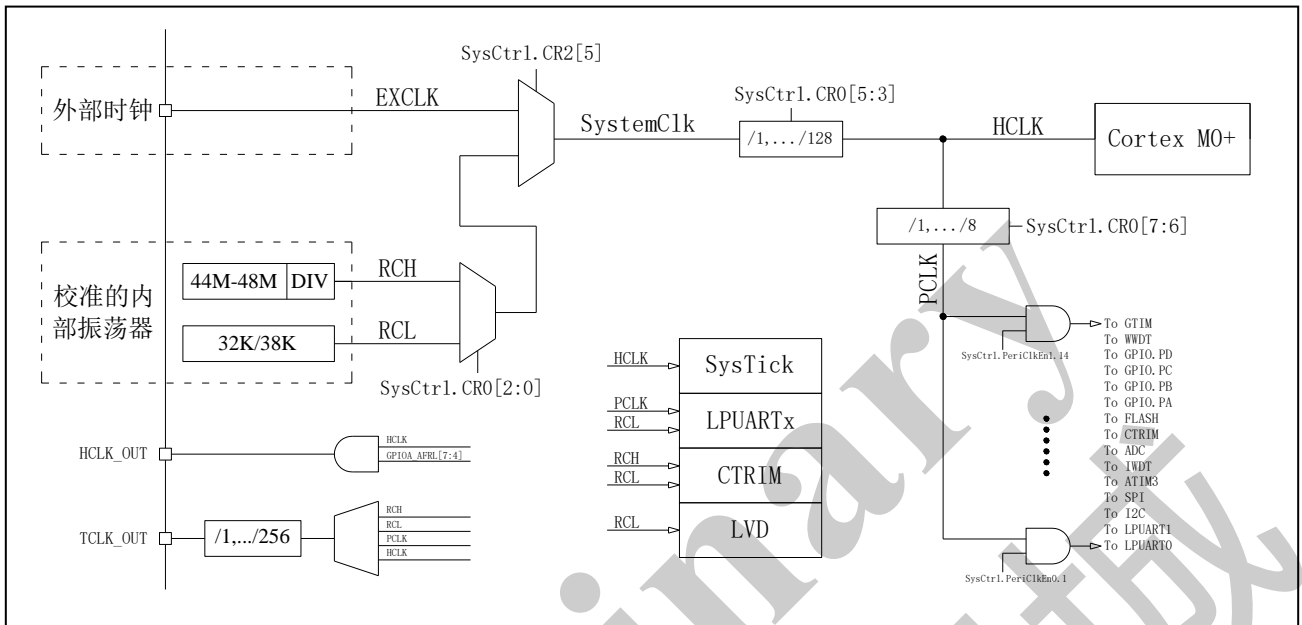 SysCtrl.CR2[5]
外部时钟
EXCLK
SysCtrl.CR0[5:3]
SystemClk
/1,.../128
HCLK
Cortex M0+
/1,.../8
SysCtrl.CR0[7:6]
PCLK
校准的内
部振荡器
44M-48M
DIV
RCH
32K/38K
RCL
SysCtrl.CR0[2:0]
HCLK
SysTick
PCLK
RCL
LPUARTx
RCH
RCL
CTRIM
RCL
LVD
HCLK_OUT
HCLK
GPIOA_AFRL[7:4]
TCLK_OUT
/1,.../256
RCH
RCL
PCLK
HCLK
SysCtrl.PeriClkEn1.14
To GTIM
To WWDT
To GPIO.PD
To GPIO.PC
To GPIO.PB
To GPIO.PA
To FLASH
To CTRIM
To ADC
To IWDT
To ATIM3
To SPI
To I2C
To LPUART1
To LPUART0
SysCtrl.PeriClkEn0.1
inary